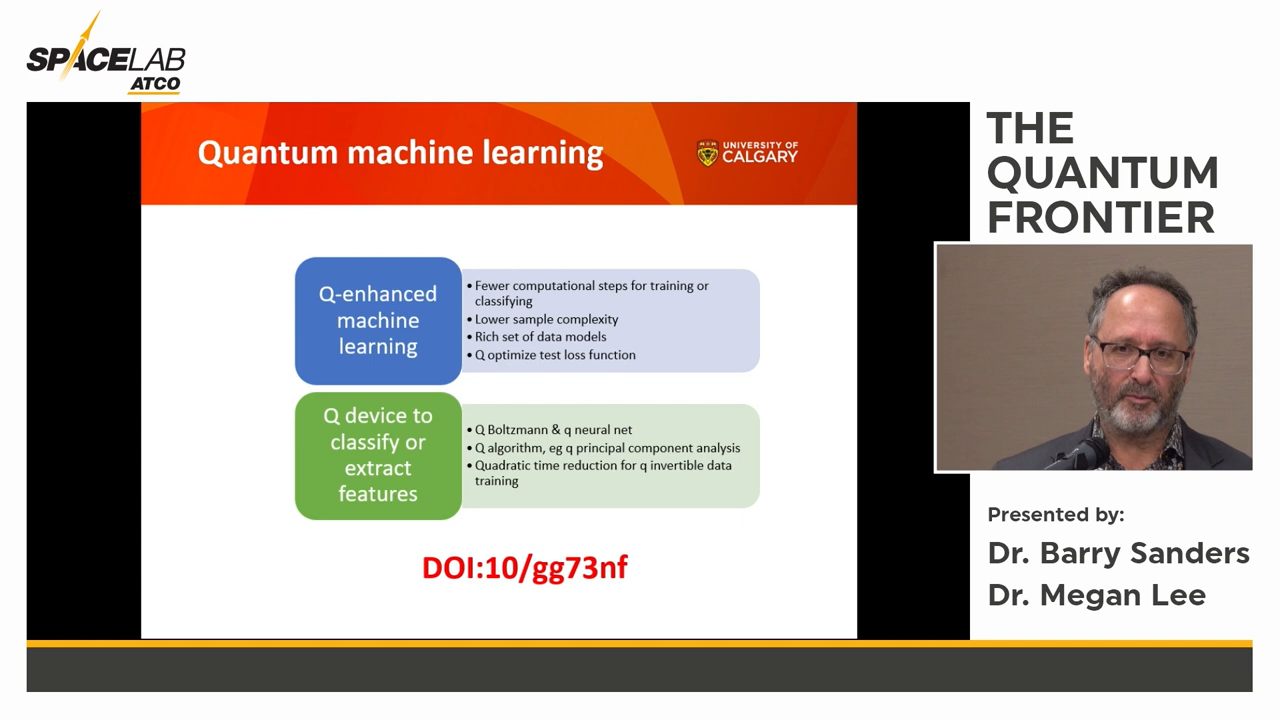 SPACELAB
ATCO
Quantum machine learning
UNIVERSITY OF
CALGARY
Q-enhanced
machine
learning
• Fewer computational steps for training or
classifying
• Lower sample complexity
• Rich set of data models
• Q optimize test loss function
Q device to
classify or
extract
features
• Q Boltzmann & q neural net
• Q algorithm, eg q principal component analysis
• Quadratic time reduction for q invertible data
training
DOI:10/gg73nf
THE
QUANTUM
FRONTIER
Presented by:
Dr. Barry Sanders
Dr. Megan Lee